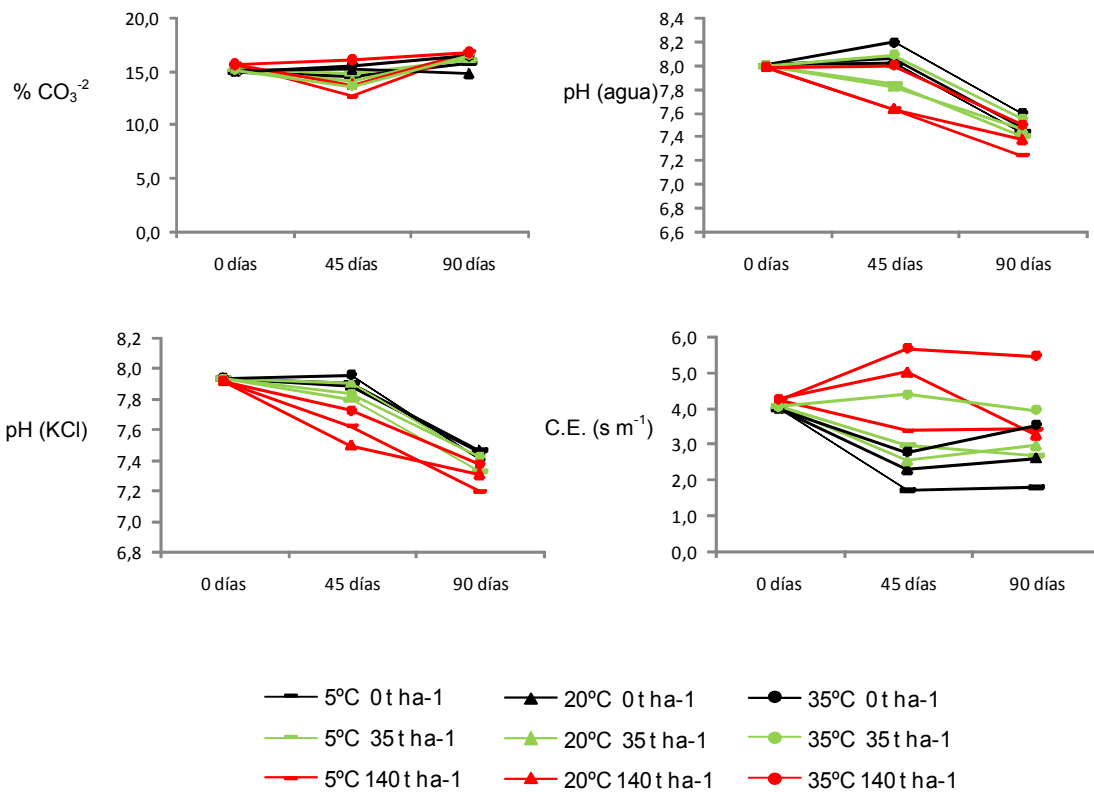 20,0
15,0
10,0
5,0
0,0
% CO₃⁻²
0 días 45 días 90 días
8,4
8,2
8,0
7,8
7,6
7,4
7,2
7,0
6,8
6,6
pH (agua)
0 días 45 días 90 días
8,2
8,0
7,8
7,6
7,4
7,2
7,0
6,8
pH (KCl)
0 días 45 días 90 días
6,0
5,0
4,0
3,0
2,0
1,0
0,0
C.E. (s m⁻¹)
0 días 45 días 90 días
5ºC 0 t ha-1 20ºC 0 t ha-1 35ºC 0 t ha-1
5ºC 35 t ha-1 20ºC 35 t ha-1 35ºC 35 t ha-1
5ºC 140 t ha-1 20ºC 140 t ha-1 35ºC 140 t ha-1